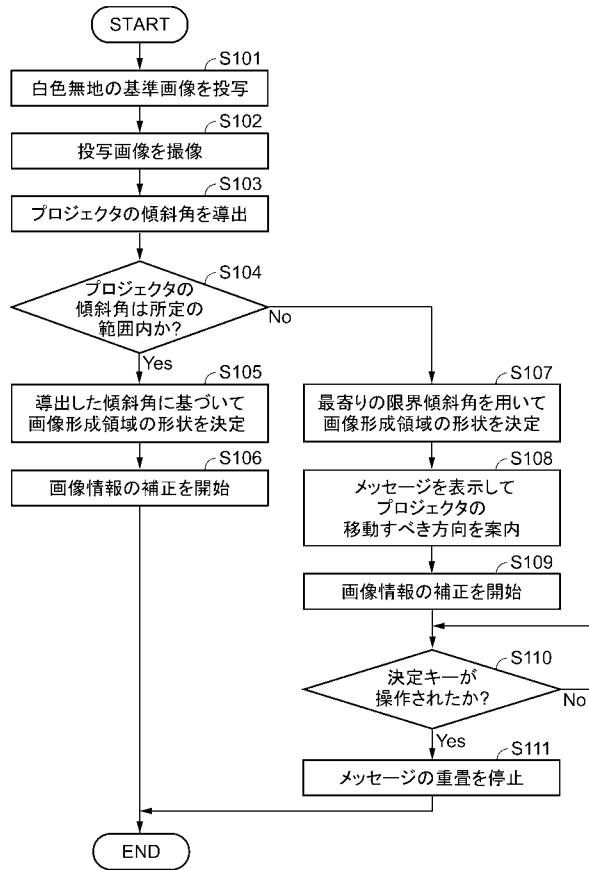 START
S101
白色無地の基準画像を投写
S102
投写画像を撮像
S103
プロジェクタの傾斜角を導出
S104
プロジェクタの
傾斜角は所定の
範囲内か?
No
Yes
S105
導出した傾斜角に基づいて
画像形成領域の形状を決定
S106
画像情報の補正を開始
S107
最寄りの限界傾斜角を用いて
画像形成領域の形状を決定
S108
メッセージを表示して
プロジェクタの
移動すべき方向を案内
S109
画像情報の補正を開始
S110
決定キーが
操作されたか?
No
Yes
S111
メッセージの重畳を停止
END